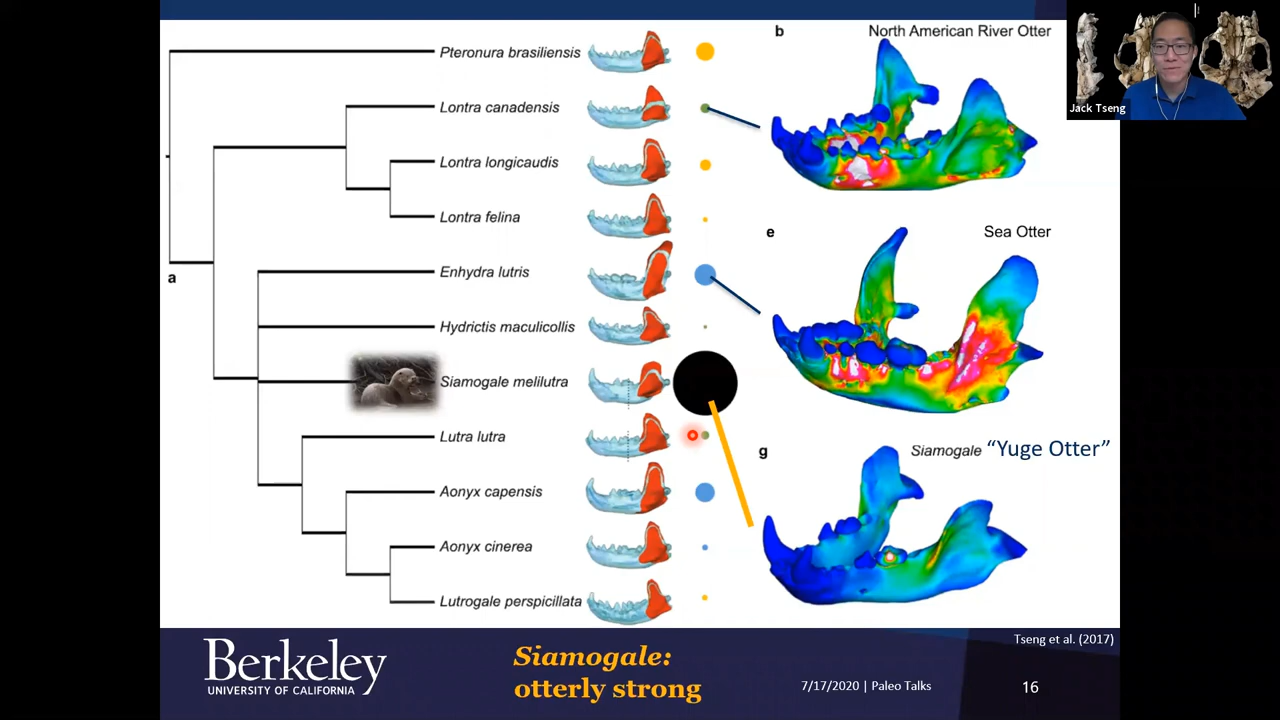 Pteronura brasiliensis
Lontra canadensis
Lontra longicaudis
Lontra felina
a
Enhydra lutris
Hydrictis maculicollis
Siamogale melilutra
Lutra lutra
Aonyx capensis
Aonyx cinerea
Lutrogale perspicillata
b
North American River Otter
e
Sea Otter
g
Siamogale "Yuge Otter"
Jack Tseng
Berkeley
UNIVERSITY OF CALIFORNIA
Siamogale:
otterly strong
Tseng et al. (2017)
7/17/2020 | Paleo Talks
16